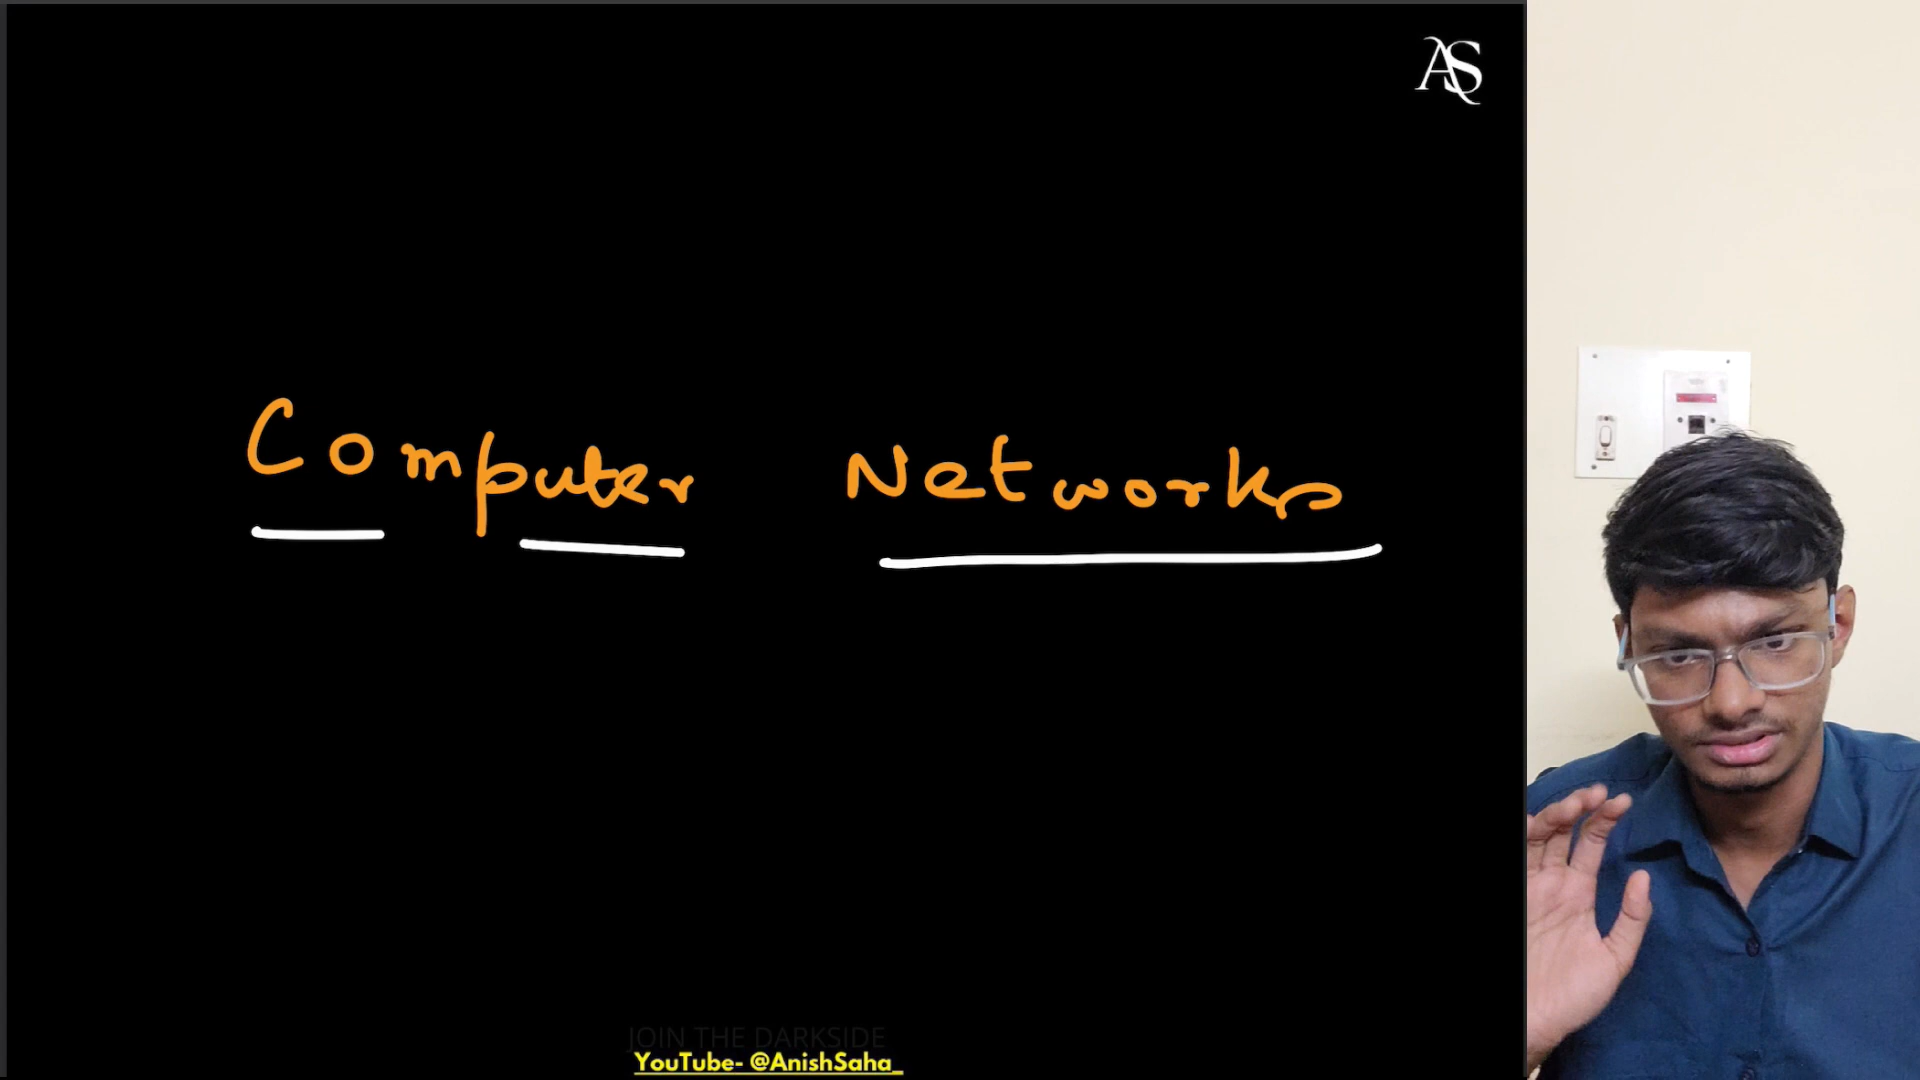 AS
Computer Networks
JOIN THE DARKSIDE
YouTube- @AnishSaha_